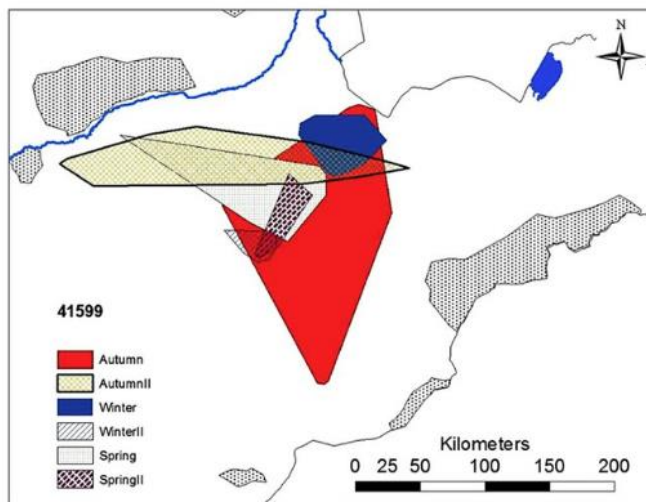 N
41599
Autumn
AutumnII
Winter
WinterII
Spring
SpringII
Kilometers
0 25 50 100 150 200